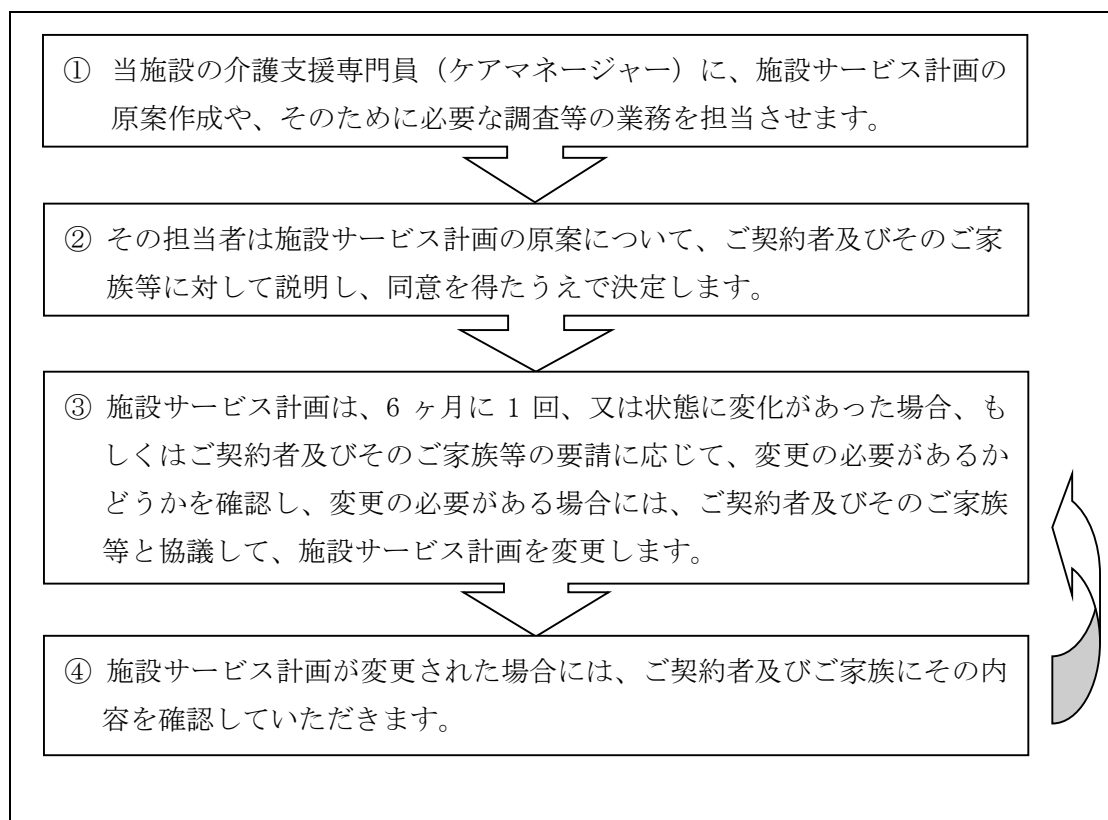 ① 当施設の介護支援専門員（ケアマネージャー）に、施設サービス計画の
原案作成や、そのために必要な調査等の業務を担当させます。
② その担当者は施設サービス計画の原案について、ご契約者及びそのご家
族等に対して説明し、同意を得たうえで決定します。
③ 施設サービス計画は、6 ヶ月に 1 回、又は状態に変化があった場合、も
しくはご契約者及びそのご家族等の要請に応じて、変更の必要があるか
どうかを確認し、変更の必要がある場合には、ご契約者及びそのご家族
等と協議して、施設サービス計画を変更します。
④ 施設サービス計画が変更された場合には、ご契約者及びご家族にその内
容を確認していただきます。